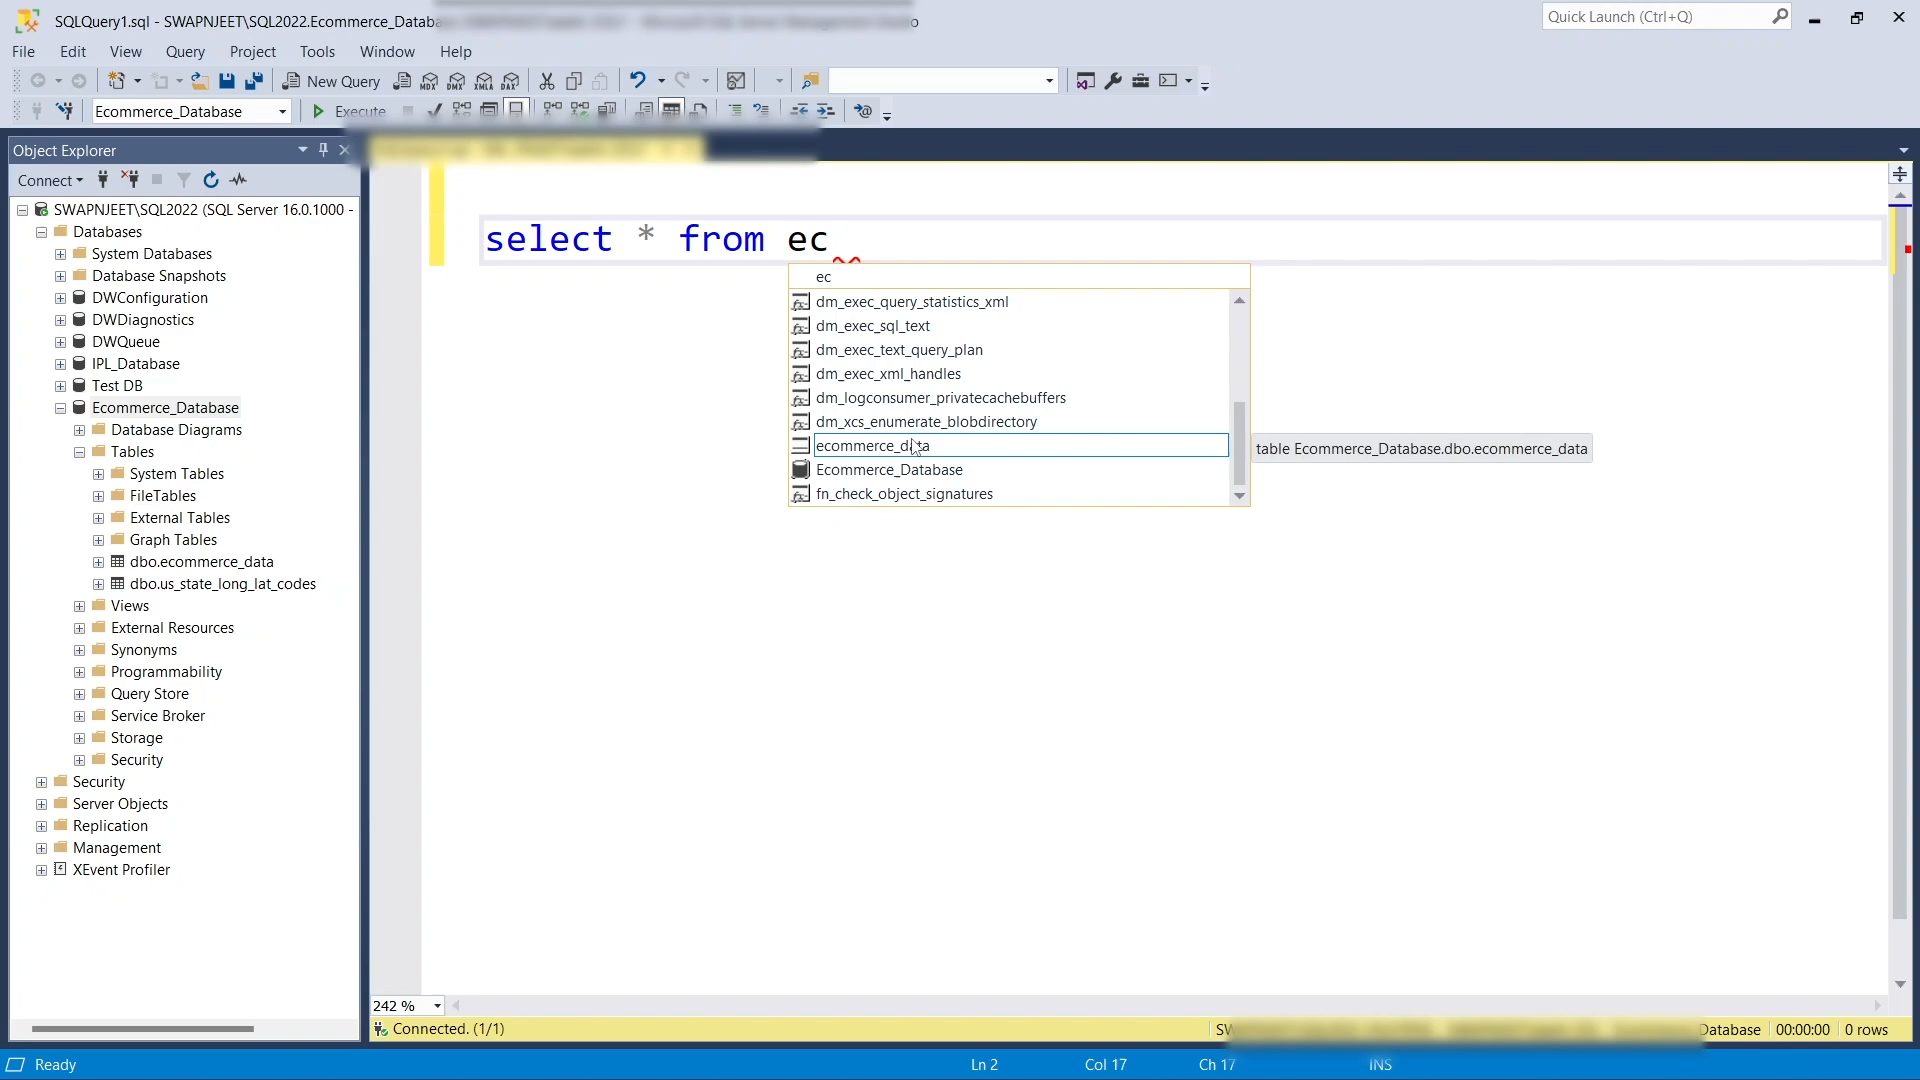 SQLQuery1.sql - SWAPNJEET\SQL2022.Ecommerce_Databa
Quick Launch (Ctrl+Q)
File Edit View Query Project Tools Window Help
New Query
MDX DMX XMLA DAX
Ecommerce_Database
Execute
Object Explorer
Connect
SWAPNJEET\SQL2022 (SQL Server 16.0.1000 -
Databases
System Databases
Database Snapshots
DWConfiguration
DWDiagnostics
DWQueue
IPL_Database
Test DB
Ecommerce_Database
Database Diagrams
Tables
System Tables
FileTables
External Tables
Graph Tables
dbo.ecommerce_data
dbo.us_state_long_lat_codes
Views
External Resources
Synonyms
Programmability
Query Store
Service Broker
Storage
Security
Security
Server Objects
Replication
Management
XEvent Profiler
select * from ec
ec
dm_exec_query_statistics_xml
dm_exec_sql_text
dm_exec_text_query_plan
dm_exec_xml_handles
dm_logconsumer_privatecachebuffers
dm_xcs_enumerate_blobdirectory
ecommerce_data
Ecommerce_Database
fn_check_object_signatures
table Ecommerce_Database.dbo.ecommerce_data
242 %
Connected. (1/1)
Database 00:00:00 0 rows
Ready
Ln 2 Col 17 Ch 17 INS